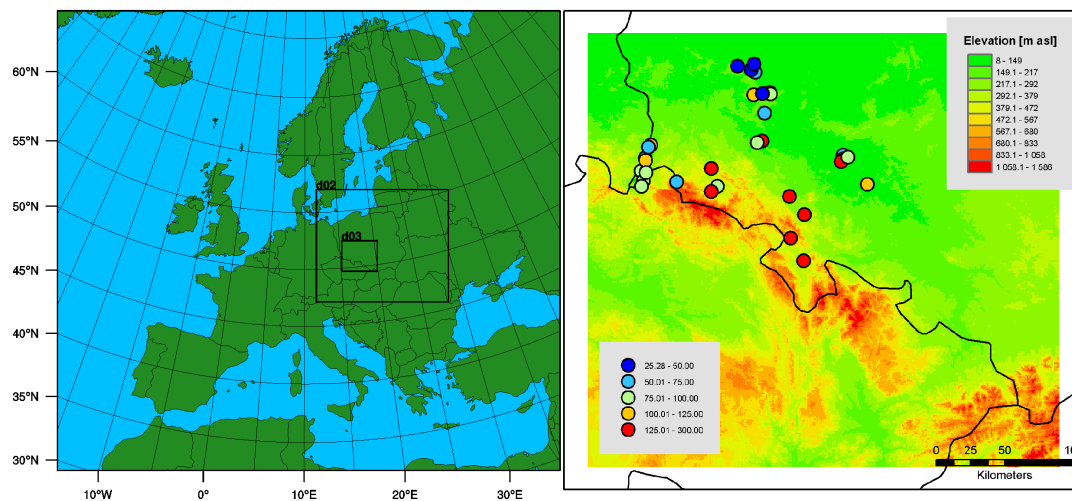 60°N
55°N
50°N
45°N
40°N
35°N
30°N
10°W
0°
10°E
20°E
30°E
d02
d03
Elevation [m asl]
8 - 149
149.1 - 217
217.1 - 292
292.1 - 379
379.1 - 472
472.1 - 567
567.1 - 680
680.1 - 833
833.1 - 1 058
1 058.1 - 1 586
25.28 - 50.00
50.01 - 75.00
75.01 - 100.00
100.01 - 125.00
125.01 - 300.00
0 25 50 10
Kilometers